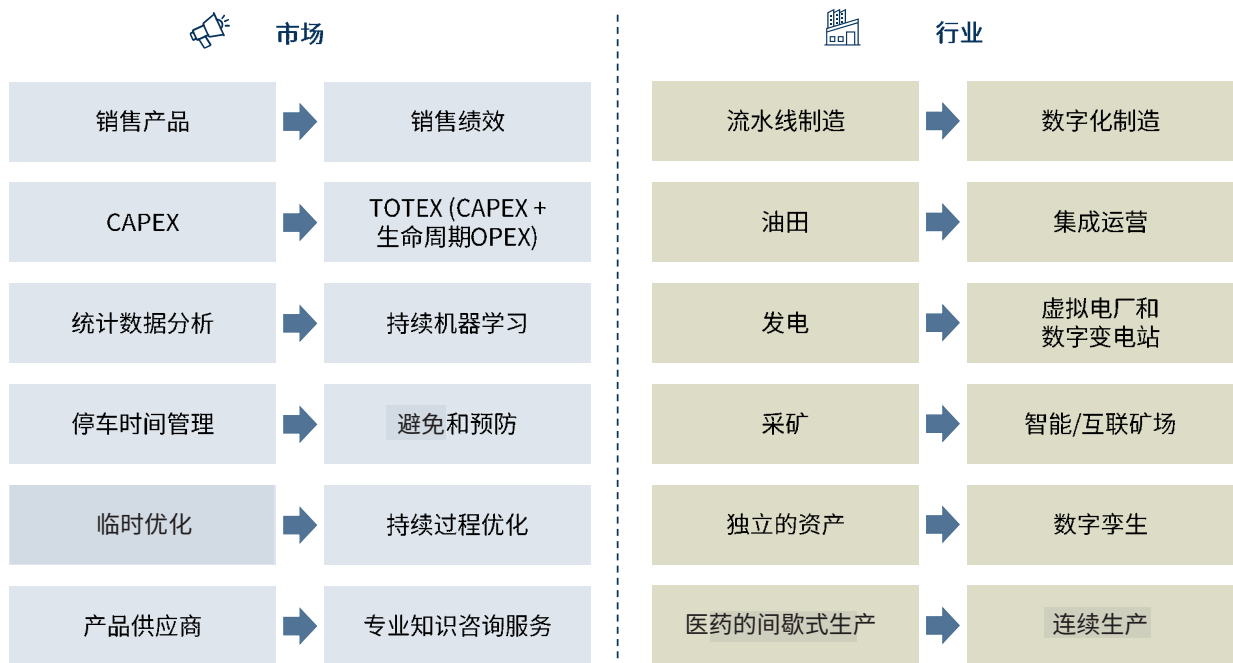 市场
销售产品
销售绩效
CAPEX
TOTEX (CAPEX +
生命周期OPEX)
统计数据分析
持续机器学习
停车时间管理
避免和预防
临时优化
持续过程优化
产品供应商
专业知识咨询服务
行业
流水线制造
数字化制造
油田
集成运营
发电
虚拟电厂和
数字变电站
采矿
智能/互联矿场
独立的资产
数字孪生
医药的间歇式生产
连续生产